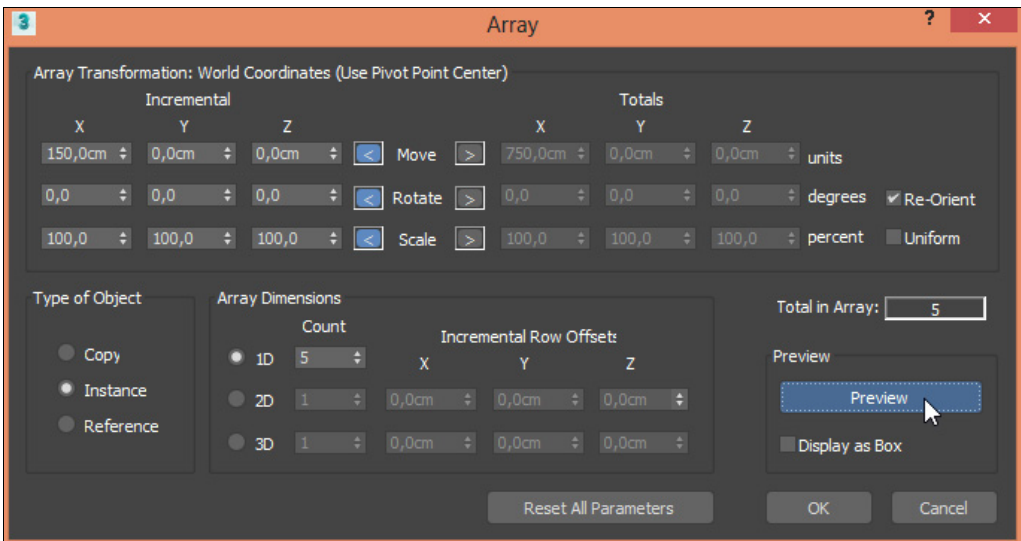 3 Array ? ×
Array Transformation: World Coordinates (Use Pivot Point Center)
Incremental Totals
X Y Z X Y Z
150,0cm 0,0cm 0,0cm < Move > 750,0cm 0,0cm 0,0cm units
0,0 0,0 0,0 < Rotate > 0,0 0,0 0,0 degrees Re-Orient
100,0 100,0 100,0 < Scale > 100,0 100,0 100,0 percent Uniform
Type of Object
Copy
Instance
Reference
Array Dimensions
Count
Incremental Row Offsets
X Y Z
1D 5
2D 1 0,0cm 0,0cm 0,0cm
3D 1 0,0cm 0,0cm 0,0cm
Total in Array: 5
Preview
Preview
Display as Box
Reset All Parameters OK Cancel